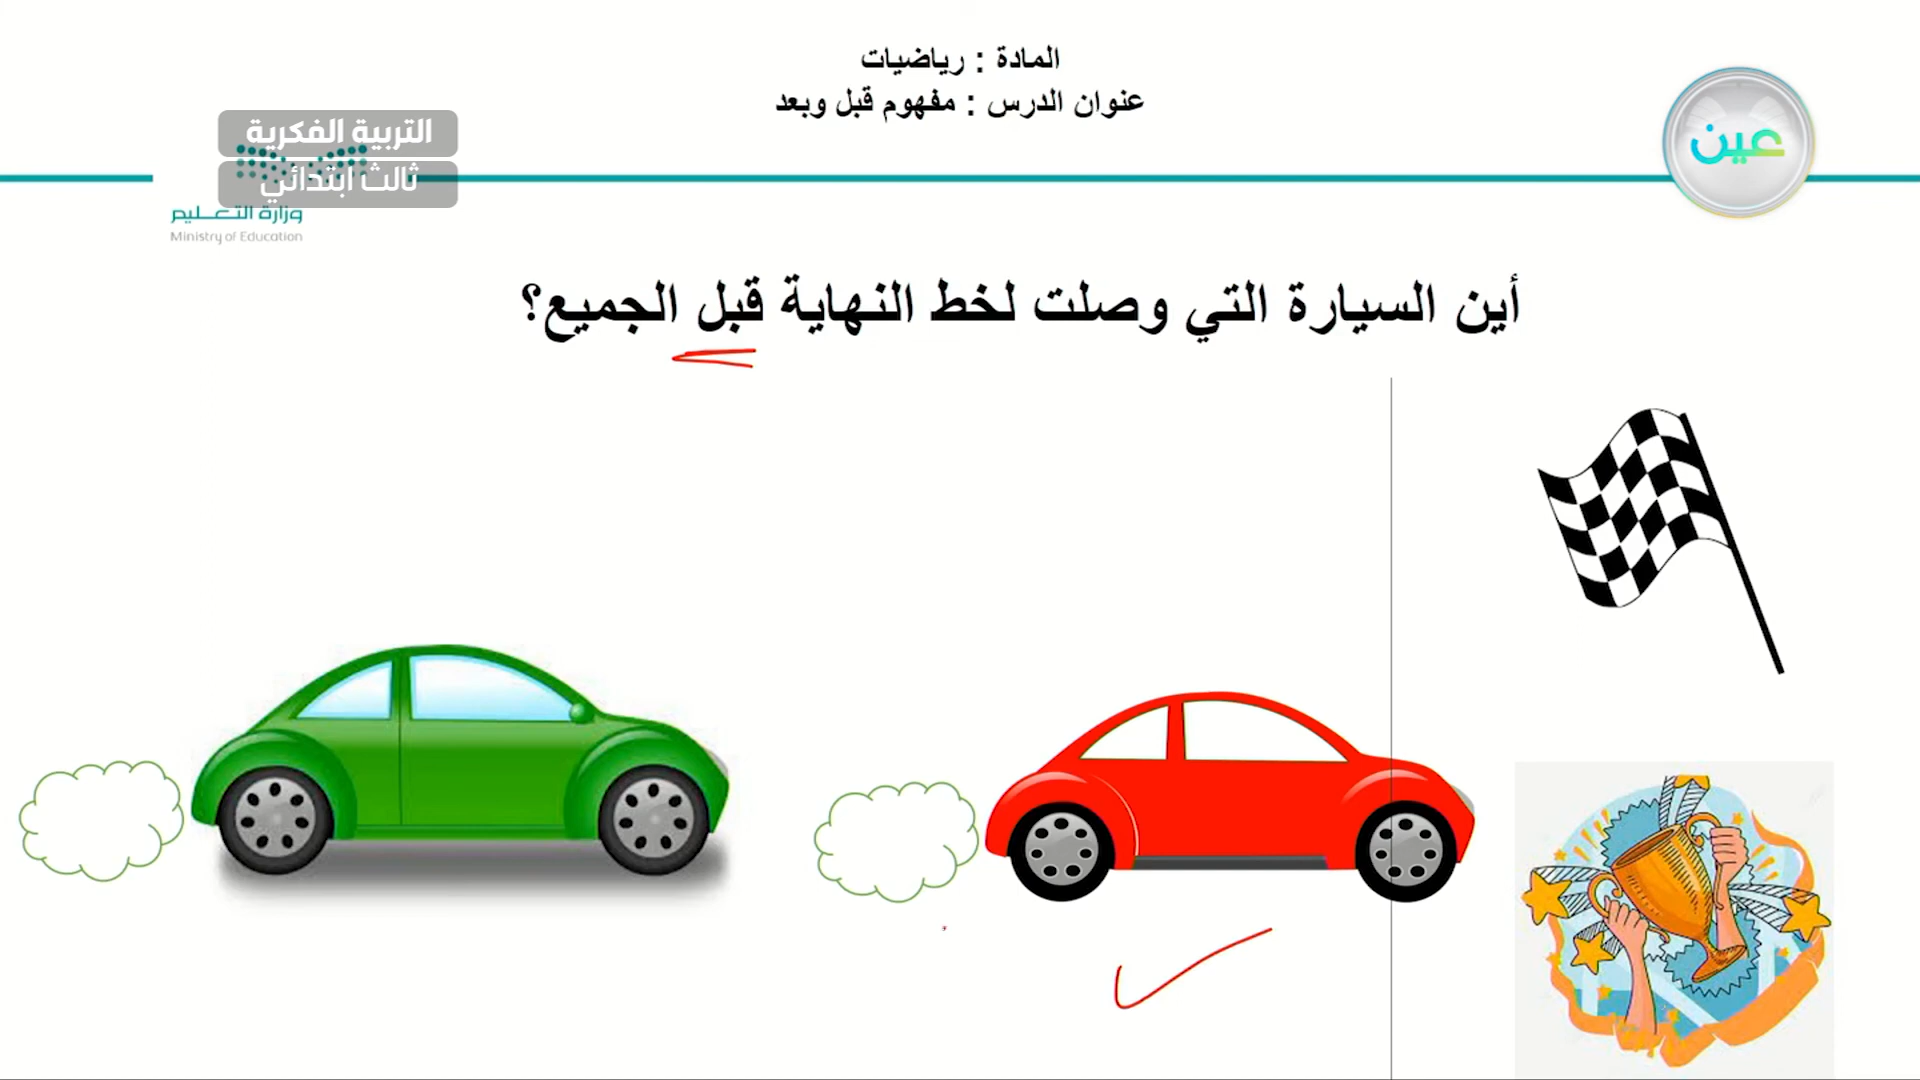 المادة : رياضيات
عنوان الدرس : مفهوم قبل وبعد
عين
التربية الفكرية
ثالث ابتدائي
وزارة التعـــليم
Ministry of Education
أين السيارة التي وصلت لخط النهاية قبل الجميع؟